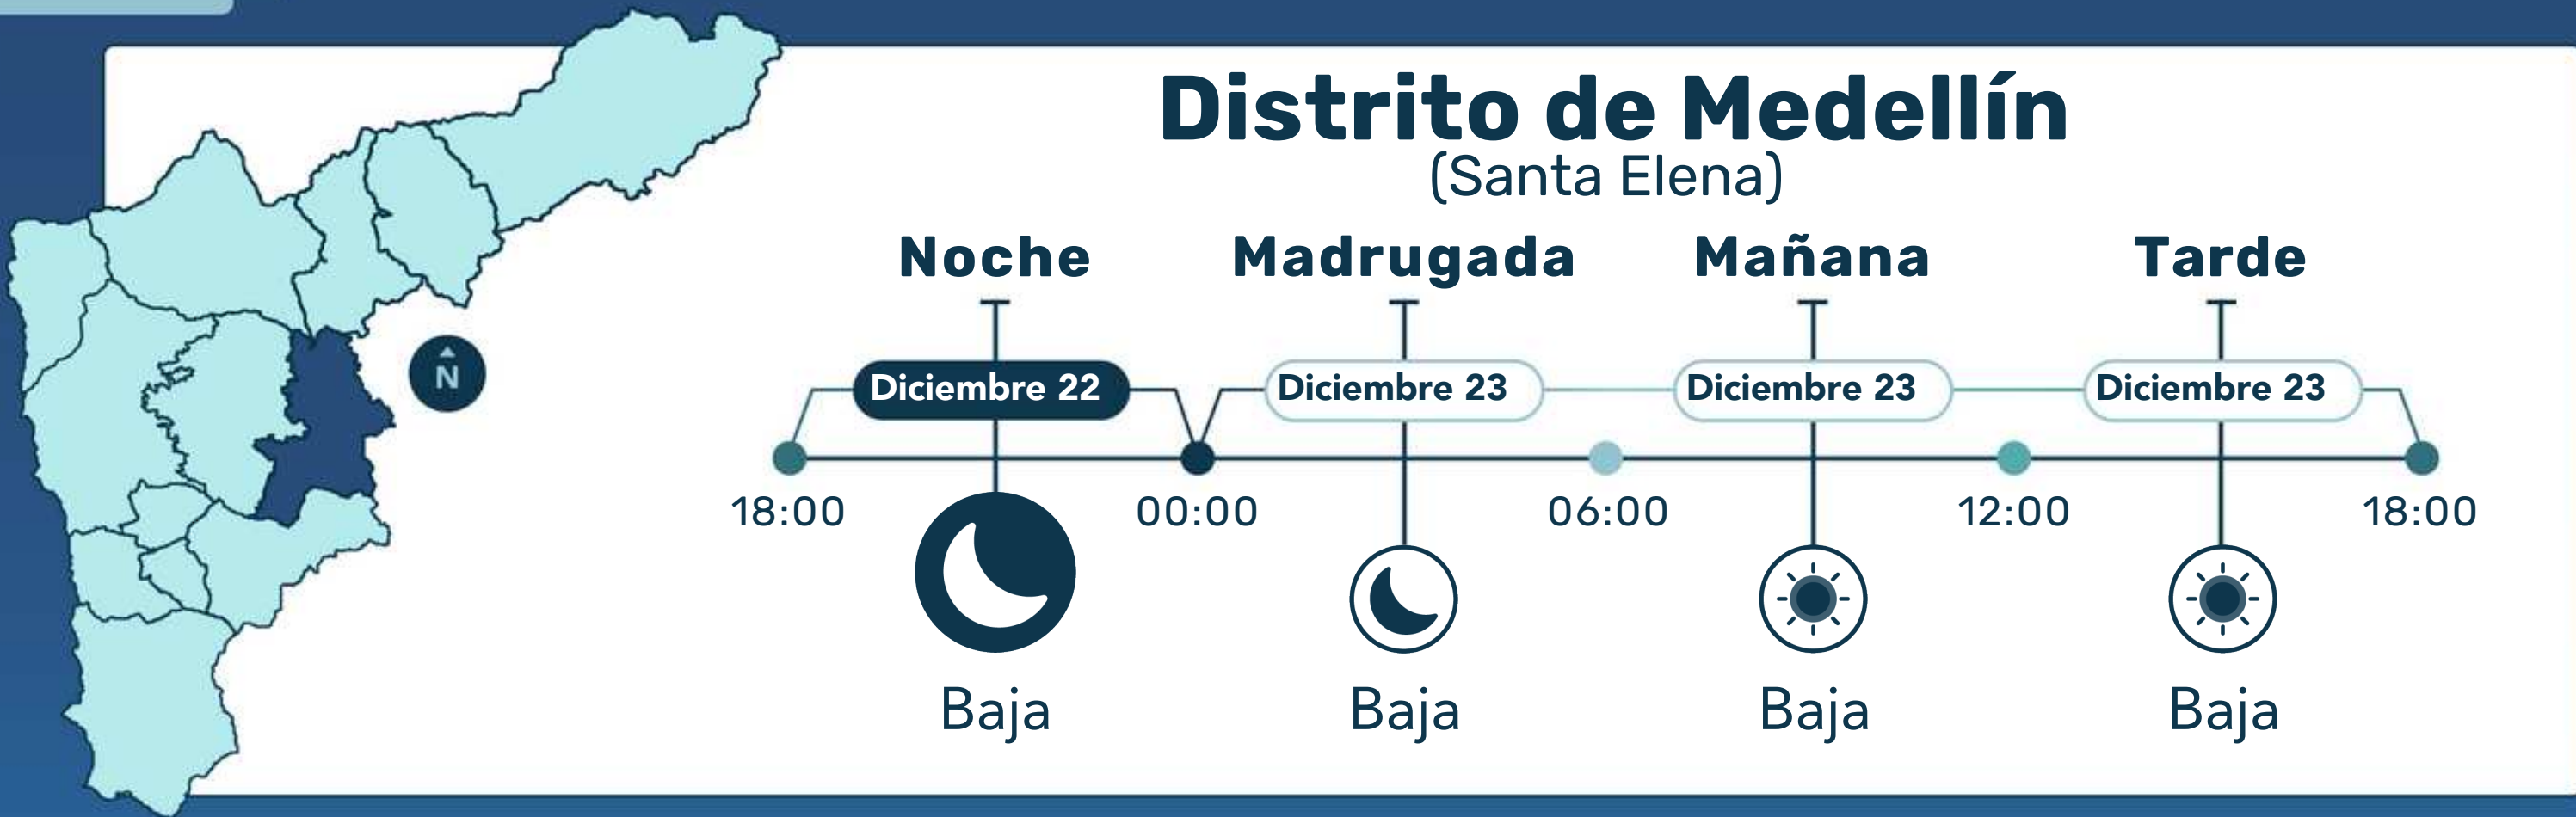 Distrito de Medellín
(Santa Elena)
Noche Madrugada Mañana Tarde
N
Diciembre 22 Diciembre 23 Diciembre 23 Diciembre 23
18:00 00:00 06:00 12:00 18:00
Baja Baja Baja Baja